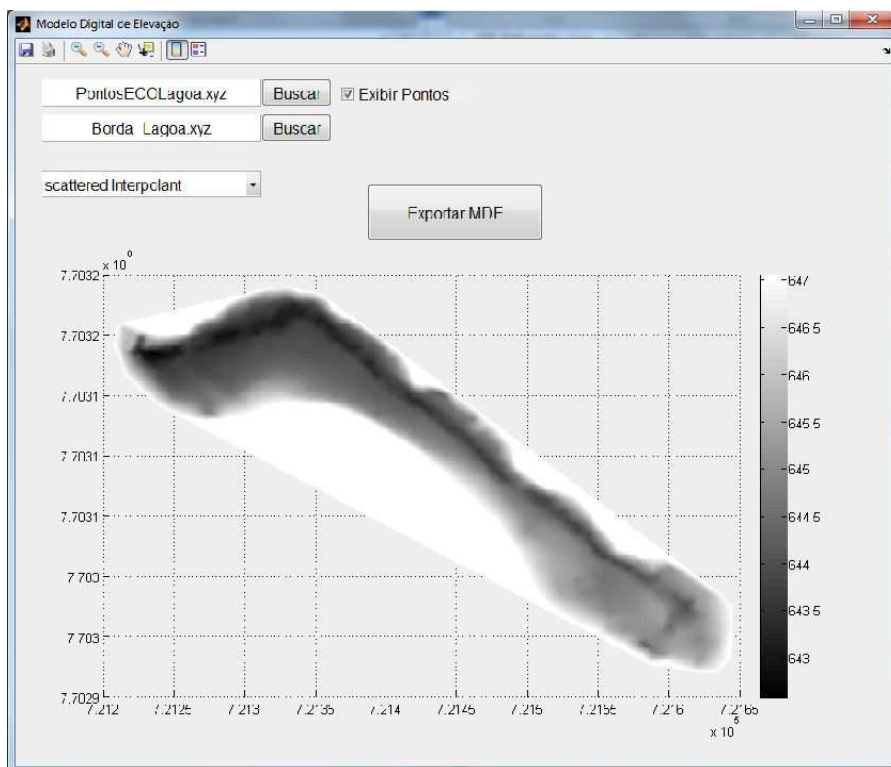 Modelo Digital de Elevação
PontosECOLagoa.xyz Buscar Exibir Pontos
Borda_Lagoa.xyz Buscar
scattered Interpolant
Exportar MDE
x 10
7.7032
7.7032
7.7031
7.7031
7.7031
7.703
7.703
7.7029
7.212 7.2125 7.213 7.2135 7.214 7.2145 7.215 7.2155 7.216 7.2165
x 10^5
647
646.5
646
645.5
645
644.5
644
643.5
643